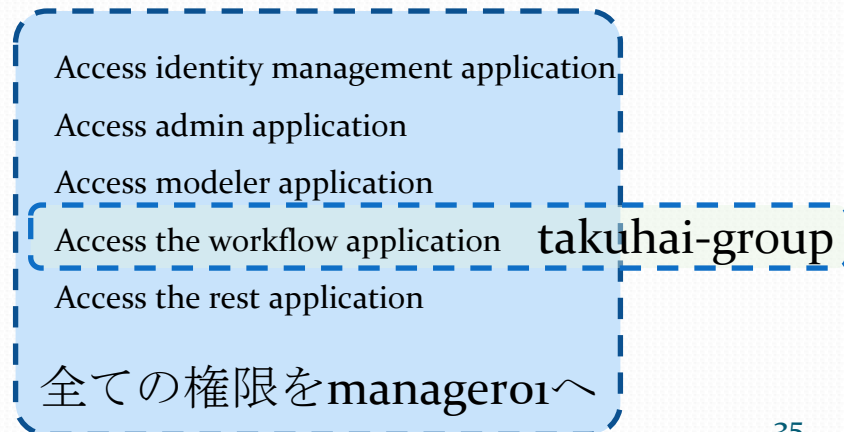 Access identity management application
Access admin application
Access modeler application
Access the workflow application takuhai-group
Access the rest application
全ての権限をmanager01へ
35